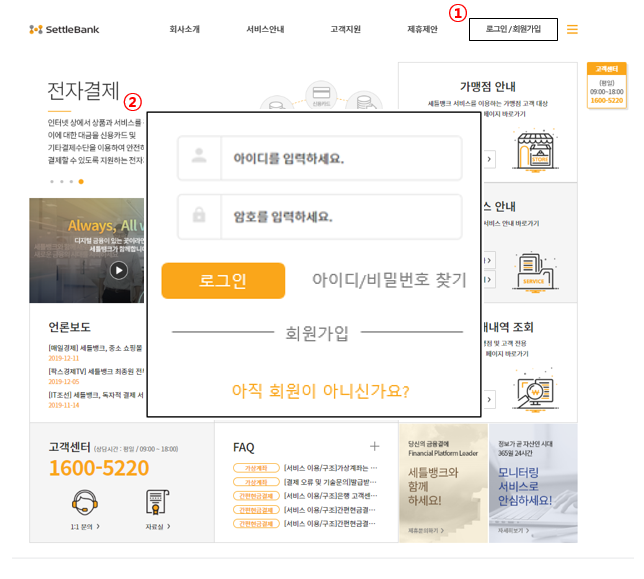 ①
SettleBank 회사소개 서비스안내 고객지원 제휴제안 로그인 / 회원가입
고객센터
(평일)
09:00~18:00
1600-5220
전자결제
②
인터넷 상에서 상품과 서비스를
이에 대한 대금을 신용카드 및
기타결제수단을 이용하여 안전하
결제할 수 있도록 지원하는 전자
신용카드
가맹점 안내
세틀뱅크 서비스를 이용하는 가맹점 고객 대상
페이지 바로가기
STORE
아이디를 입력하세요.
암호를 입력하세요.
로그인 아이디/비밀번호 찾기
회원가입
아직 회원이 아니신가요?
스 안내
서비스 안내 바로가기
SERVICE
Always, All
디지털 금융이 있는 곳이라면
세틀뱅크가 함께합니다
언론보도
[매일경제] 세틀뱅크, 중소 쇼핑몰
2019-12-11
[팍스경제TV] 세틀뱅크 최종원 전
2019-12-05
[IT조선] 세틀뱅크, 독자적 결제 서
2019-11-14
내역 조회
점 및 고객 전용
페이지 바로가기
고객센터 (상담시간 : 평일 / 09:00 ~ 18:00)
1600-5220
1:1 문의
자료실
FAQ
가상계좌 [서비스 이용/구조]가상계좌는 ···
가상계좌 [결제 오류 및 기술문의]발급받···
간편현금결제 [서비스 이용/구조]은행 고객센···
간편현금결제 [서비스 이용/구조]간편현금결···
간편현금결제 [서비스 이용/구조]간편현금결···
당신의 금융곁에
Financial Platform Leader
세틀뱅크와
함께
하세요!
제휴문의하기
정보가 곧 자산인 시대
365일 24시간
모니터링
서비스로
안심하세요!
자세히보기